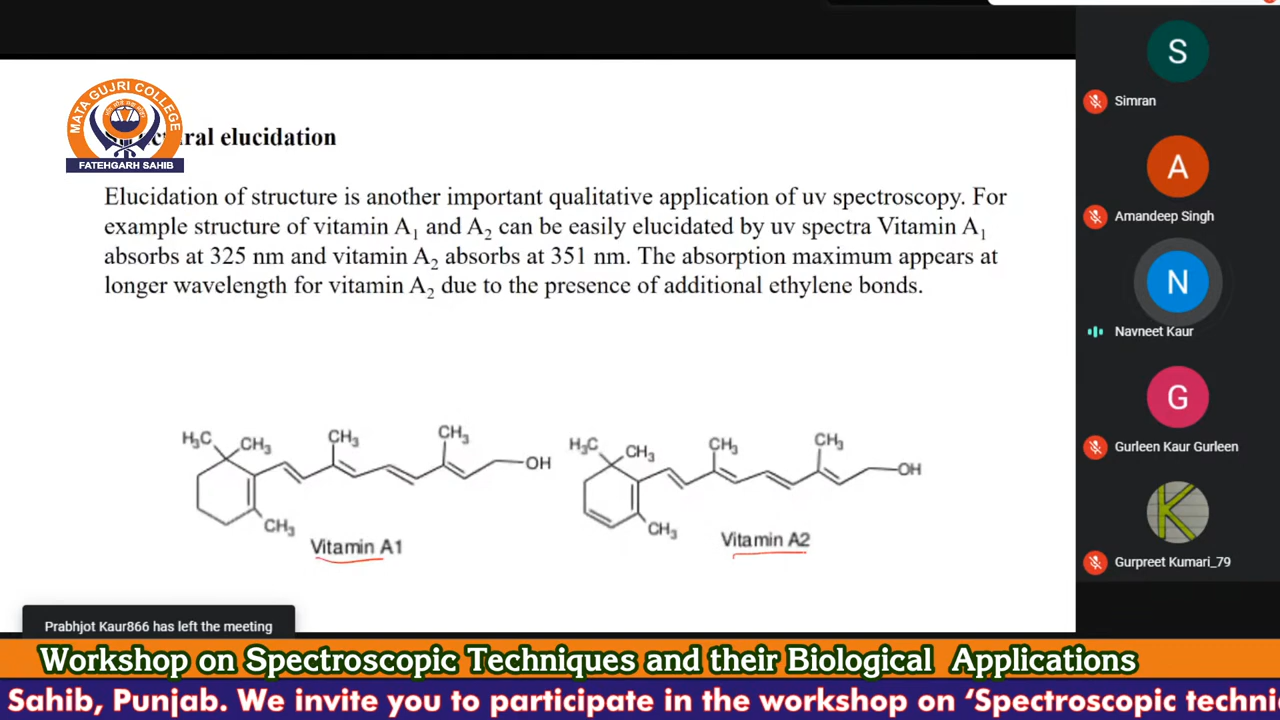 MATA GUJRI COLLEGE
FATEHGARH SAHIB
ral elucidation
Elucidation of structure is another important qualitative application of uv spectroscopy. For
example structure of vitamin A₁ and A₂ can be easily elucidated by uv spectra Vitamin A₁
absorbs at 325 nm and vitamin A₂ absorbs at 351 nm. The absorption maximum appears at
longer wavelength for vitamin A₂ due to the presence of additional ethylene bonds.
H₃C CH₃ CH₃ CH₃ OH CH₃
Vitamin A1
H₃C CH₃ CH₃ CH₃ OH CH₃
Vitamin A2
S
Simran
A
Amandeep Singh
N
Navneet Kaur
G
Gurleen Kaur Gurleen
K
Gurpreet Kumari_79
Prabhjot Kaur866 has left the meeting
Workshop on Spectroscopic Techniques and their Biological Applications
Sahib, Punjab. We invite you to participate in the workshop on ‘Spectroscopic techni